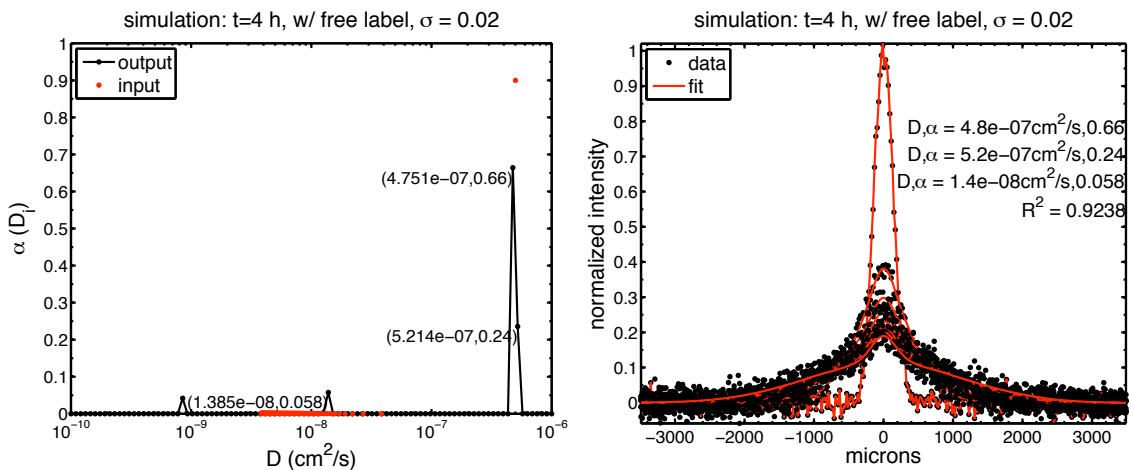 simulation: t=4 h, w/ free label, σ = 0.02
1
0.9
0.8
0.7
0.6
0.5
0.4
0.3
0.2
0.1
0
α (D_i)
output
input
(4.751e−07,0.66)
(5.214e−07,0.24)
(1.385e−08,0.058)
10^−10
10^−9
10^−8
10^−7
10^−6
D (cm²/s)
simulation: t=4 h, w/ free label, σ = 0.02
1
0.9
0.8
0.7
0.6
0.5
0.4
0.3
0.2
0.1
0
normalized intensity
data
fit
D,α = 4.8e−07cm²/s,0.66
D,α = 5.2e−07cm²/s,0.24
D,α = 1.4e−08cm²/s,0.058
R² = 0.9238
−3000
−2000
−1000
0
1000
2000
3000
microns